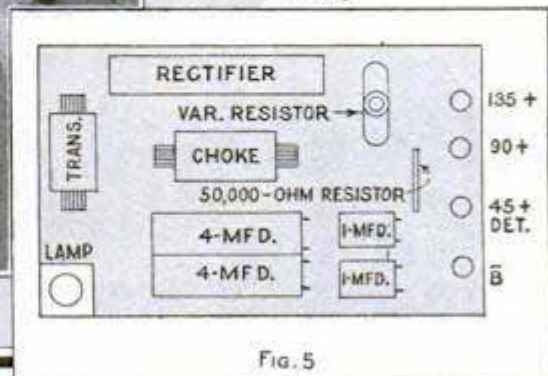 RECTIFIER
135 +
VAR. RESISTOR
90 +
TRANS.
CHOKE
50,000-OHM RESISTOR
45 +
DET.
4-MFD.
1-MFD.
LAMP
4-MFD.
1-MFD.
B̅
FIG. 5